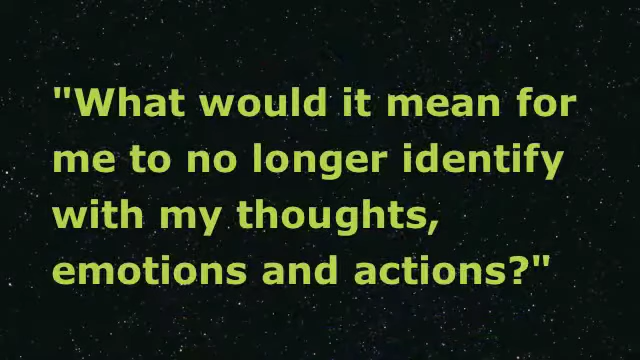 "What would it mean for
me to no longer identify
with my thoughts,
emotions and actions?"